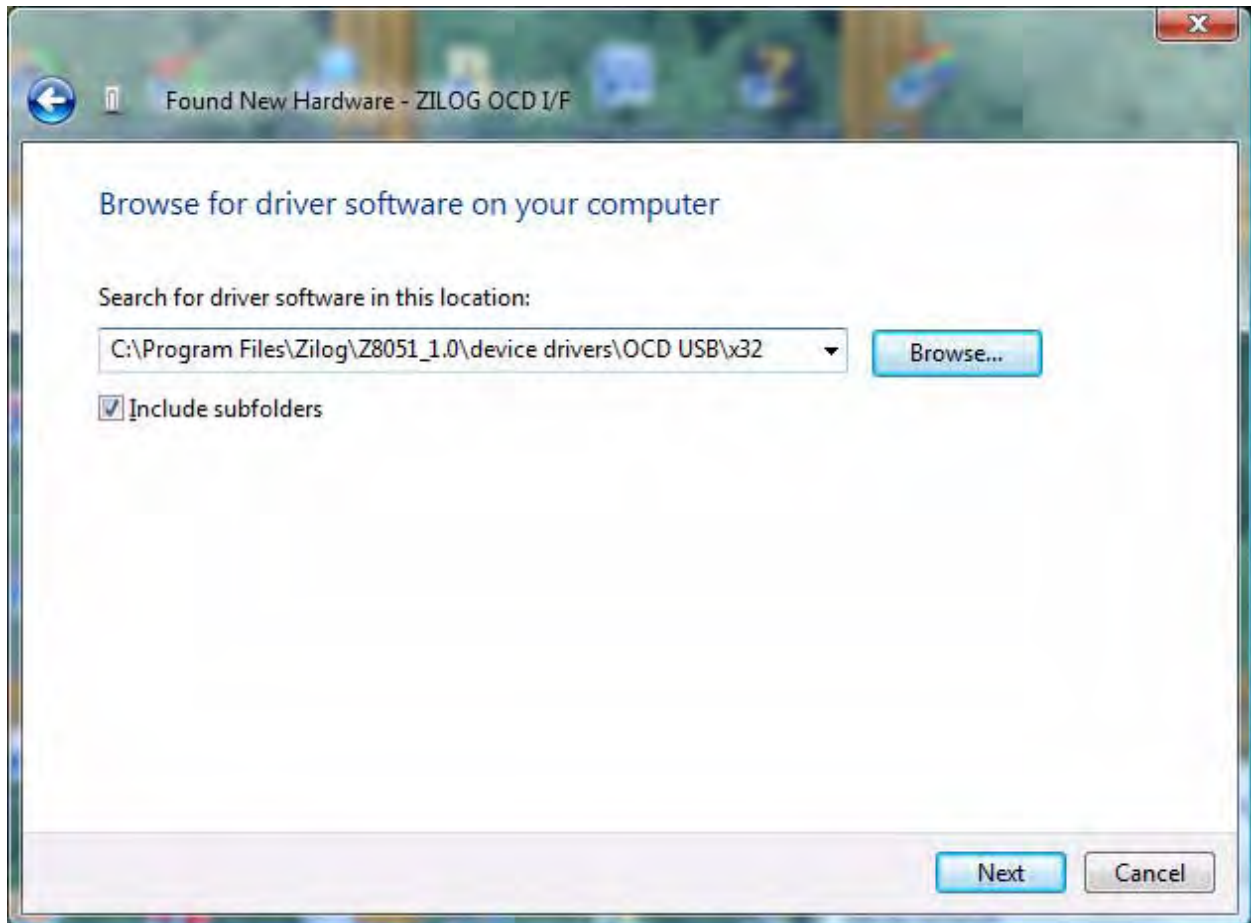 Found New Hardware - ZILOG OCD I/F
Browse for driver software on your computer
Search for driver software in this location:
C:\Program Files\Zilog\Z8051_1.0\device drivers\OCD USB\x32
Browse...
Include subfolders
Next
Cancel